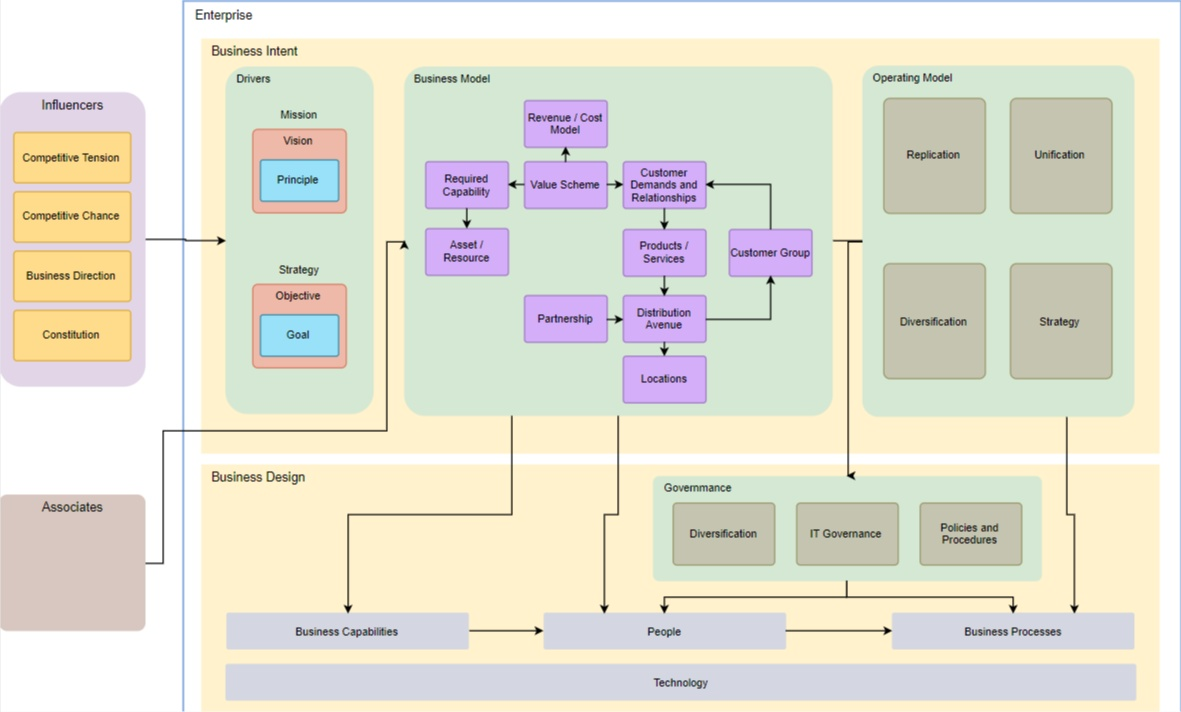 Enterprise
Business Intent
Influencers
Competitive Tension
Competitive Chance
Business Direction
Constitution
Associates
Drivers
Mission
Vision
Principle
Strategy
Objective
Goal
Business Model
Revenue / Cost
Model
Required
Capability
Value Scheme
Customer
Demands and
Relationships
Asset /
Resource
Products /
Services
Customer Group
Partnership
Distribution
Avenue
Locations
Operating Model
Replication
Unification
Diversification
Strategy
Business Design
Governmance
Diversification
IT Governance
Policies and
Procedures
Business Capabilities
People
Business Processes
Technology